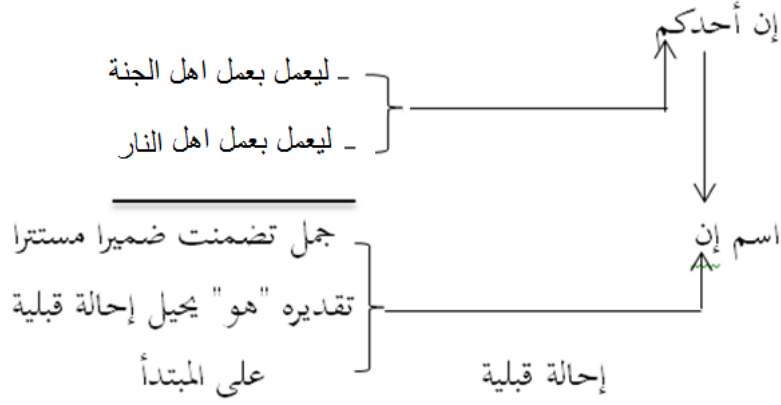 إن أحدكم
– ليعمل بعمل اهل الجنة
– ليعمل بعمل اهل النار
اسم إن
جمل تضمنت ضميرا مستترا
تقديره "هو" يحيل إحالة قبلية
على المبتدأ
إحالة قبلية